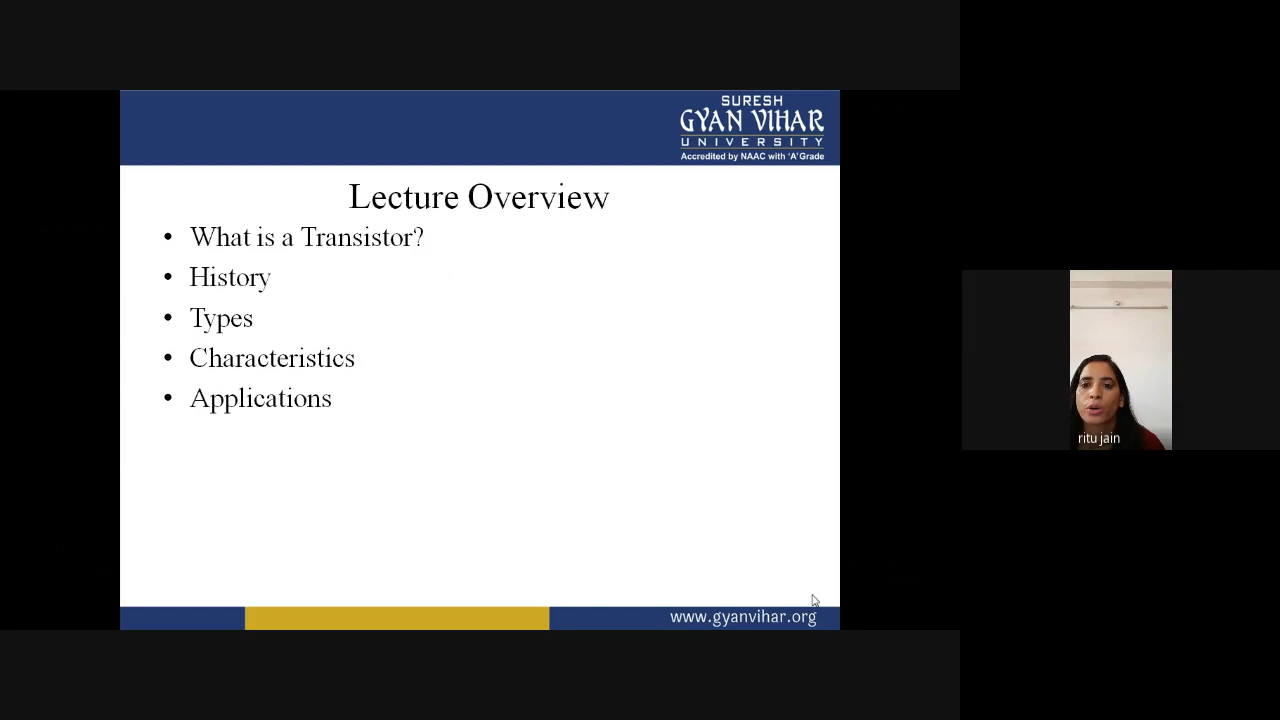 SURESH
GYAN VIHAR
UNIVERSITY
Accredited by NAAC with 'A' Grade
Lecture Overview
• What is a Transistor?
• History
• Types
• Characteristics
• Applications
ritu jain
www.gyanvihar.org